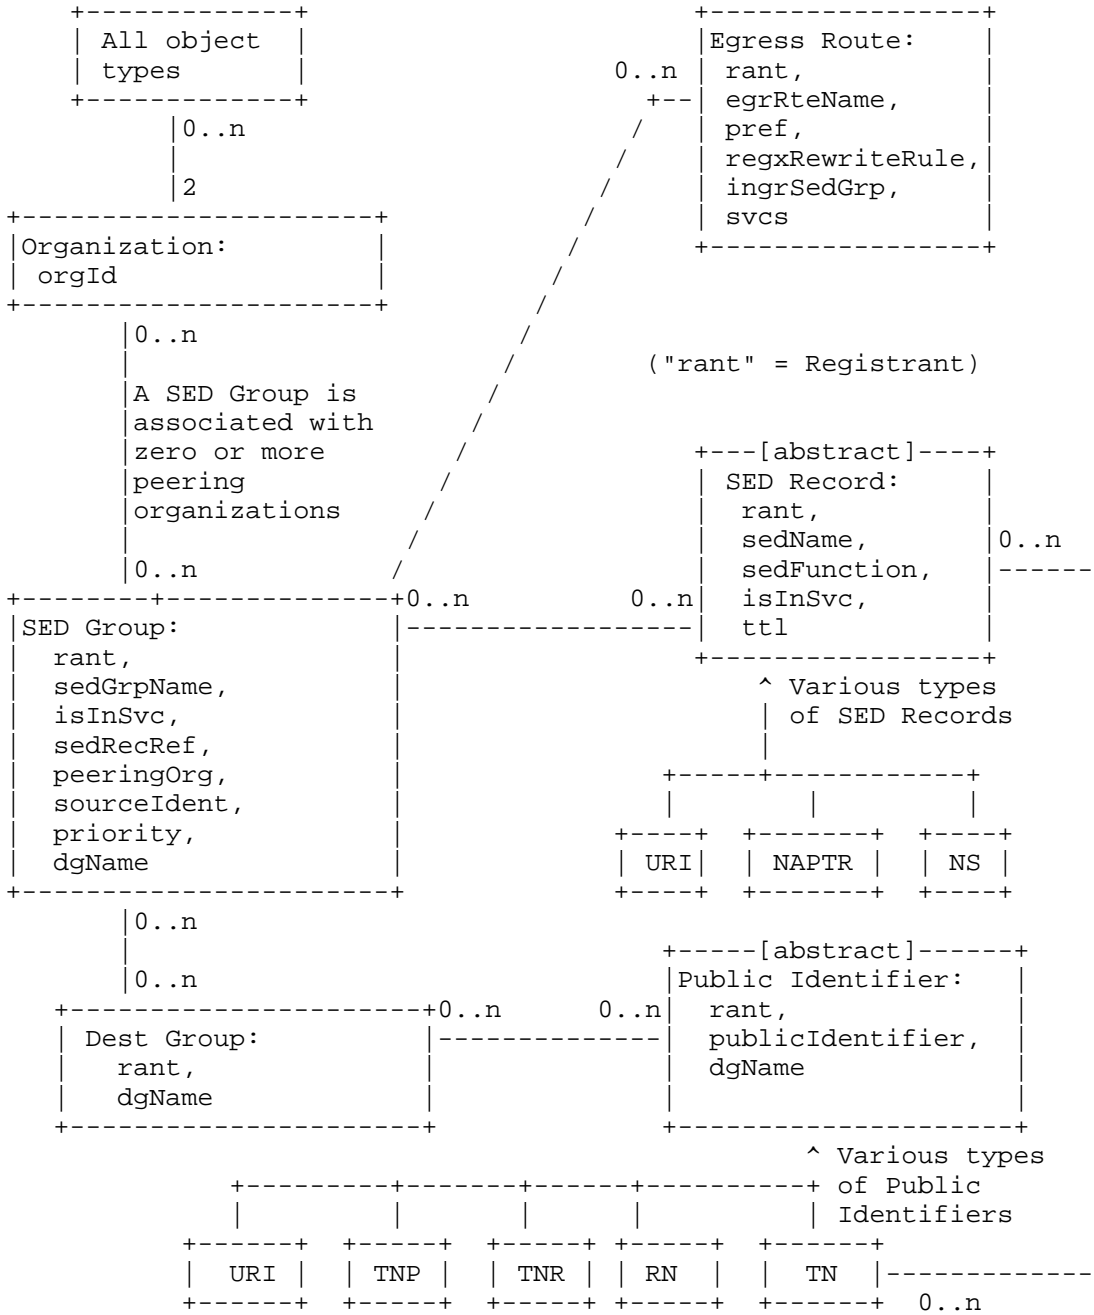 All object
types
0..n
2
Organization:
orgId
0..n
A SED Group is
associated with
zero or more
peering
organizations
0..n
Egress Route:
0..n
rant,
egrRteName,
pref,
regxRewriteRule,
ingrSedGrp,
svcs
("rant" = Registrant)
[abstract]
SED Record:
rant,
sedName,
0..n
sedFunction,
isInSvc,
ttl
0..n
0..n
SED Group:
rant,
sedGrpName,
isInSvc,
sedRecRef,
peeringOrg,
sourceIdent,
priority,
dgName
Various types
of SED Records
URI
NAPTR
NS
0..n
0..n
Dest Group:
rant,
dgName
0..n
0..n
[abstract]
Public Identifier:
rant,
publicIdentifier,
dgName
Various types
of Public
Identifiers
URI
TNP
TNR
RN
TN
0..n